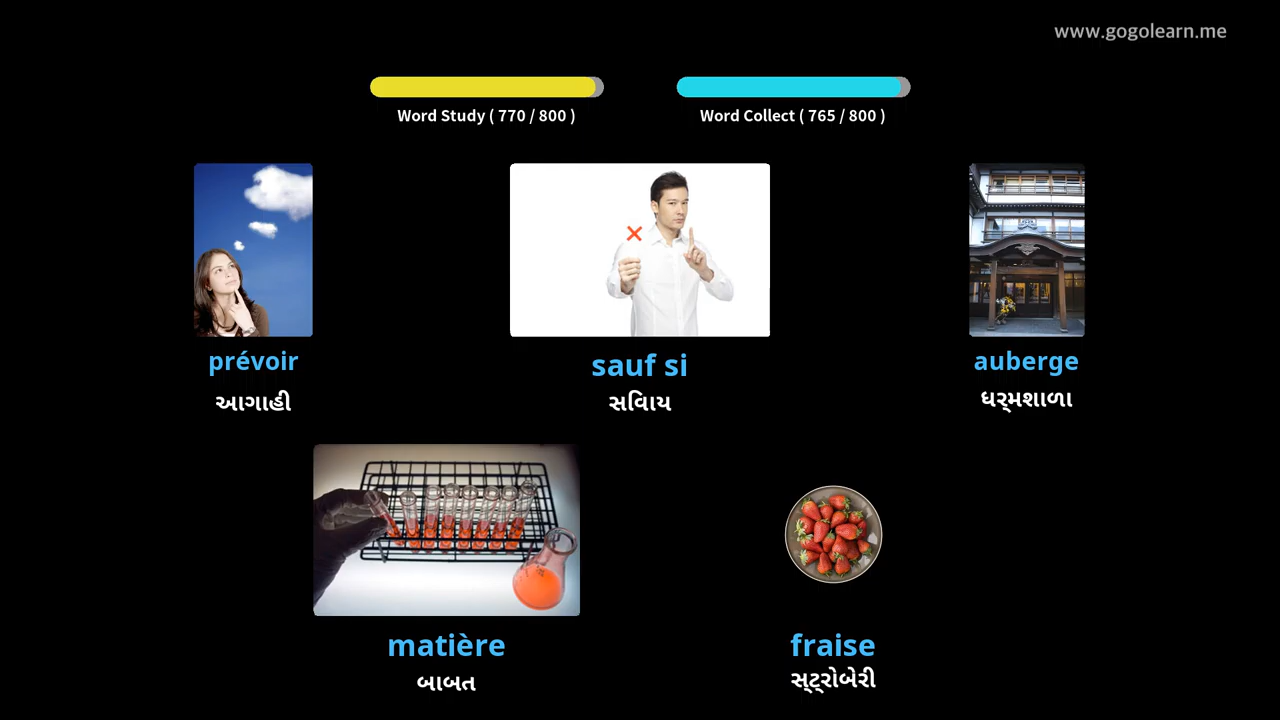 www.gogolearn.me
Word Study ( 770 / 800 )
Word Collect ( 765 / 800 )
prévoir
આગાહી
sauf si
સિવાય
auberge
ધર્મશાળા
matière
બાબત
fraise
સ્ટ્રોબેરી